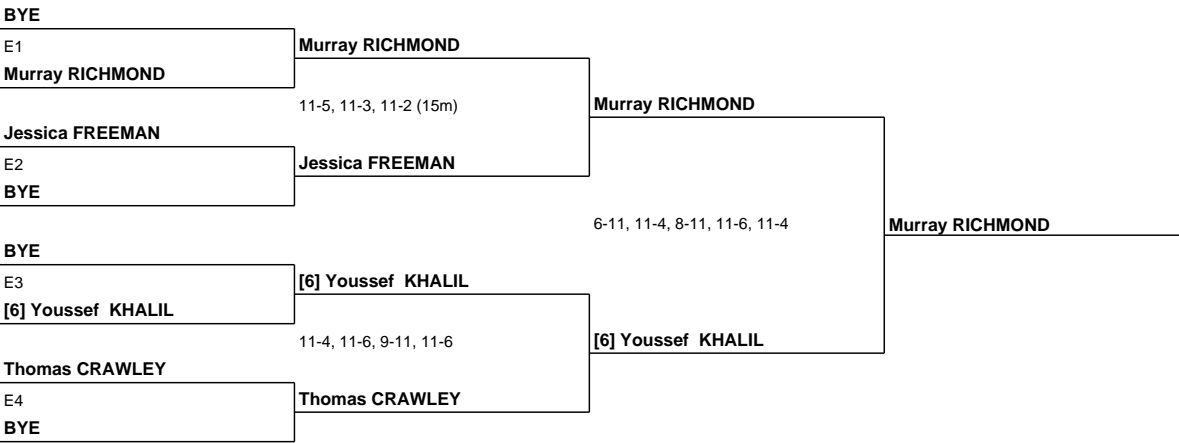 BYE
E1
Murray RICHMOND
Murray RICHMOND
11-5, 11-3, 11-2 (15m)
Murray RICHMOND
Jessica FREEMAN
E2
Jessica FREEMAN
BYE
6-11, 11-4, 8-11, 11-6, 11-4
Murray RICHMOND
BYE
E3
[6] Youssef KHALIL
[6] Youssef KHALIL
11-4, 11-6, 9-11, 11-6
[6] Youssef KHALIL
Thomas CRAWLEY
E4
Thomas CRAWLEY
BYE